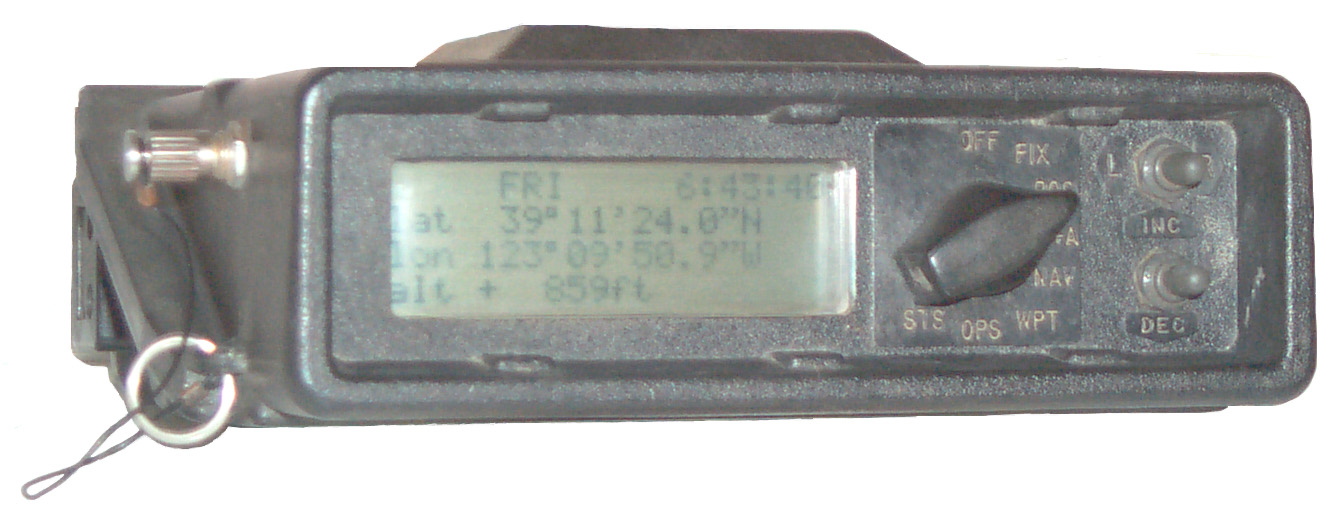 FRI 6:43:40
lat 39°11'24.0"N
lon 123°09'50.9"W
alt + 859ft
OFF
FIX
POS
NAV
WPT
OPS
STS
L
INC
DEC